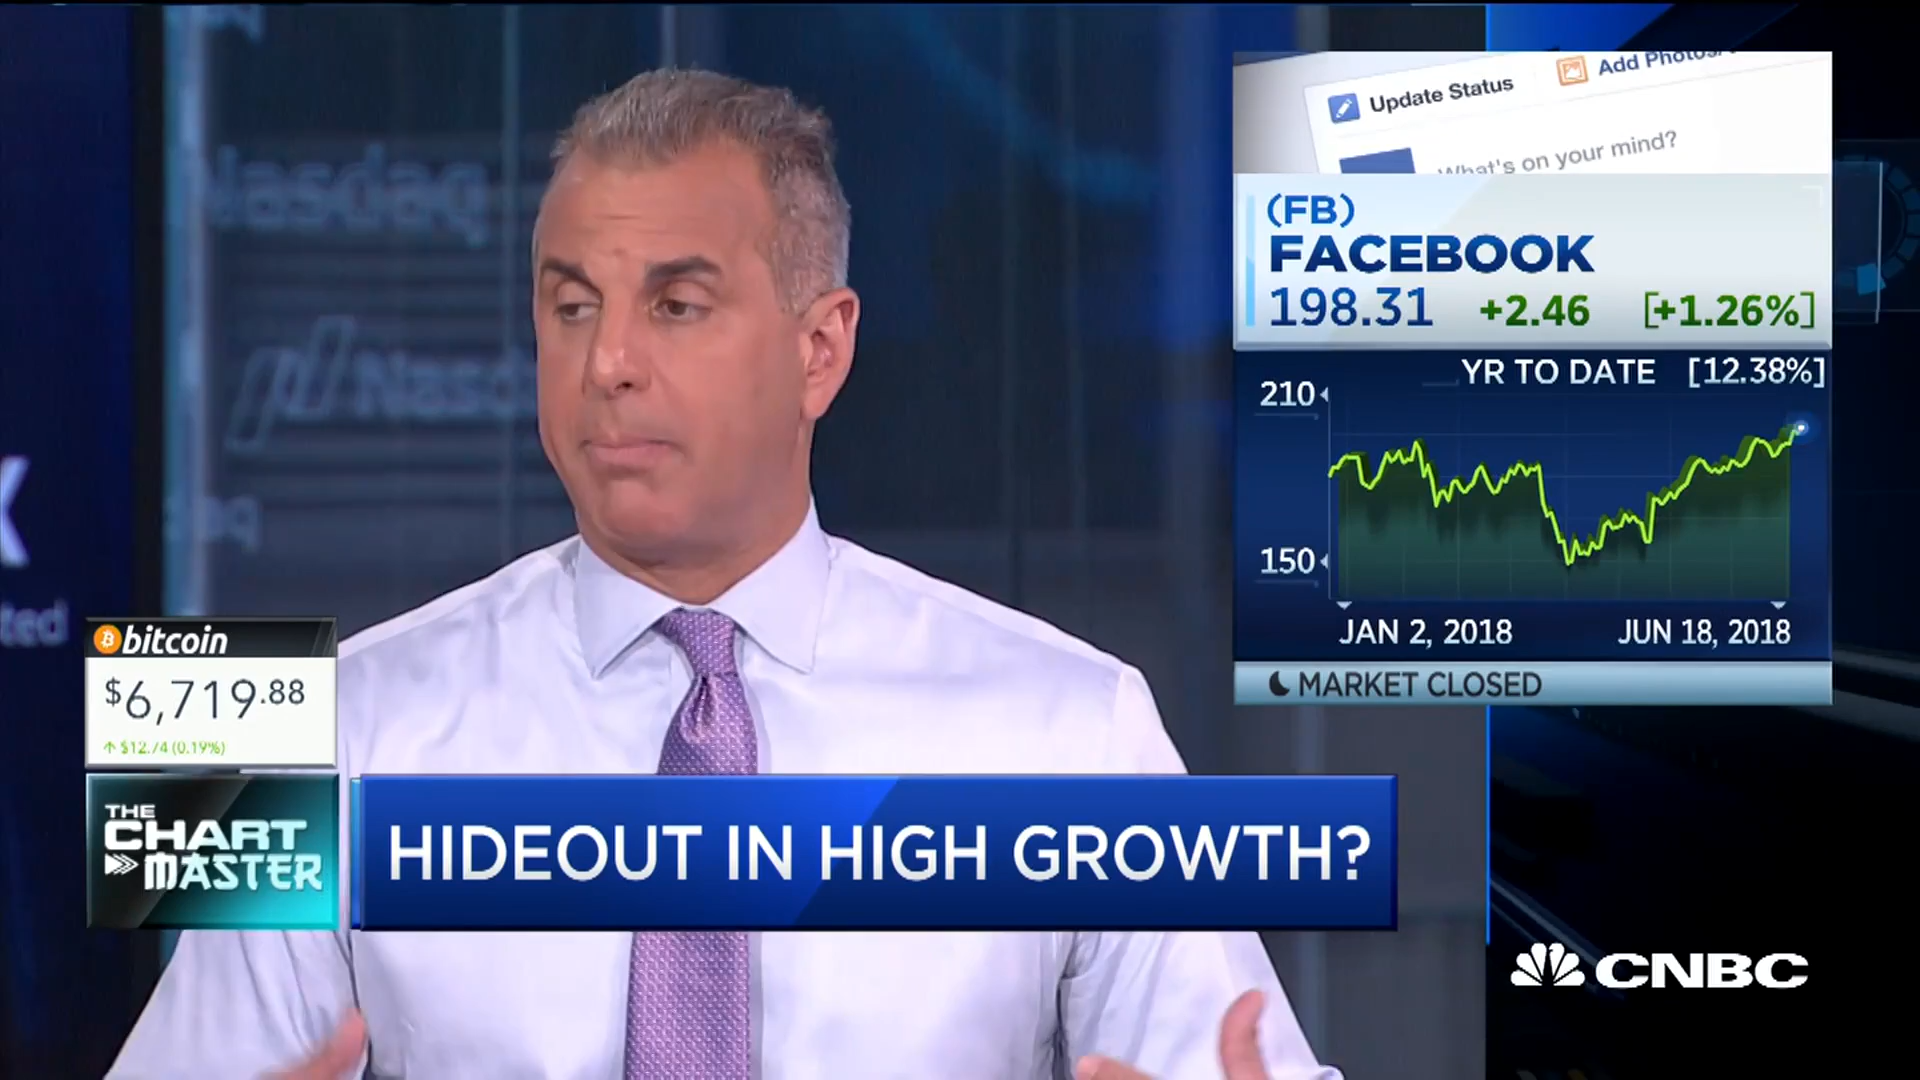 Nasdaq
Update Status
Add Photos/
What's on your mind?
(FB)
FACEBOOK
198.31 +2.46 [+1.26%]
YR TO DATE [12.38%]
210
150
JAN 2, 2018 JUN 18, 2018
MARKET CLOSED
bitcoin
$6,719.88
$12.74 (0.19%)
THE
CHART
MASTER
HIDEOUT IN HIGH GROWTH?
CNBC